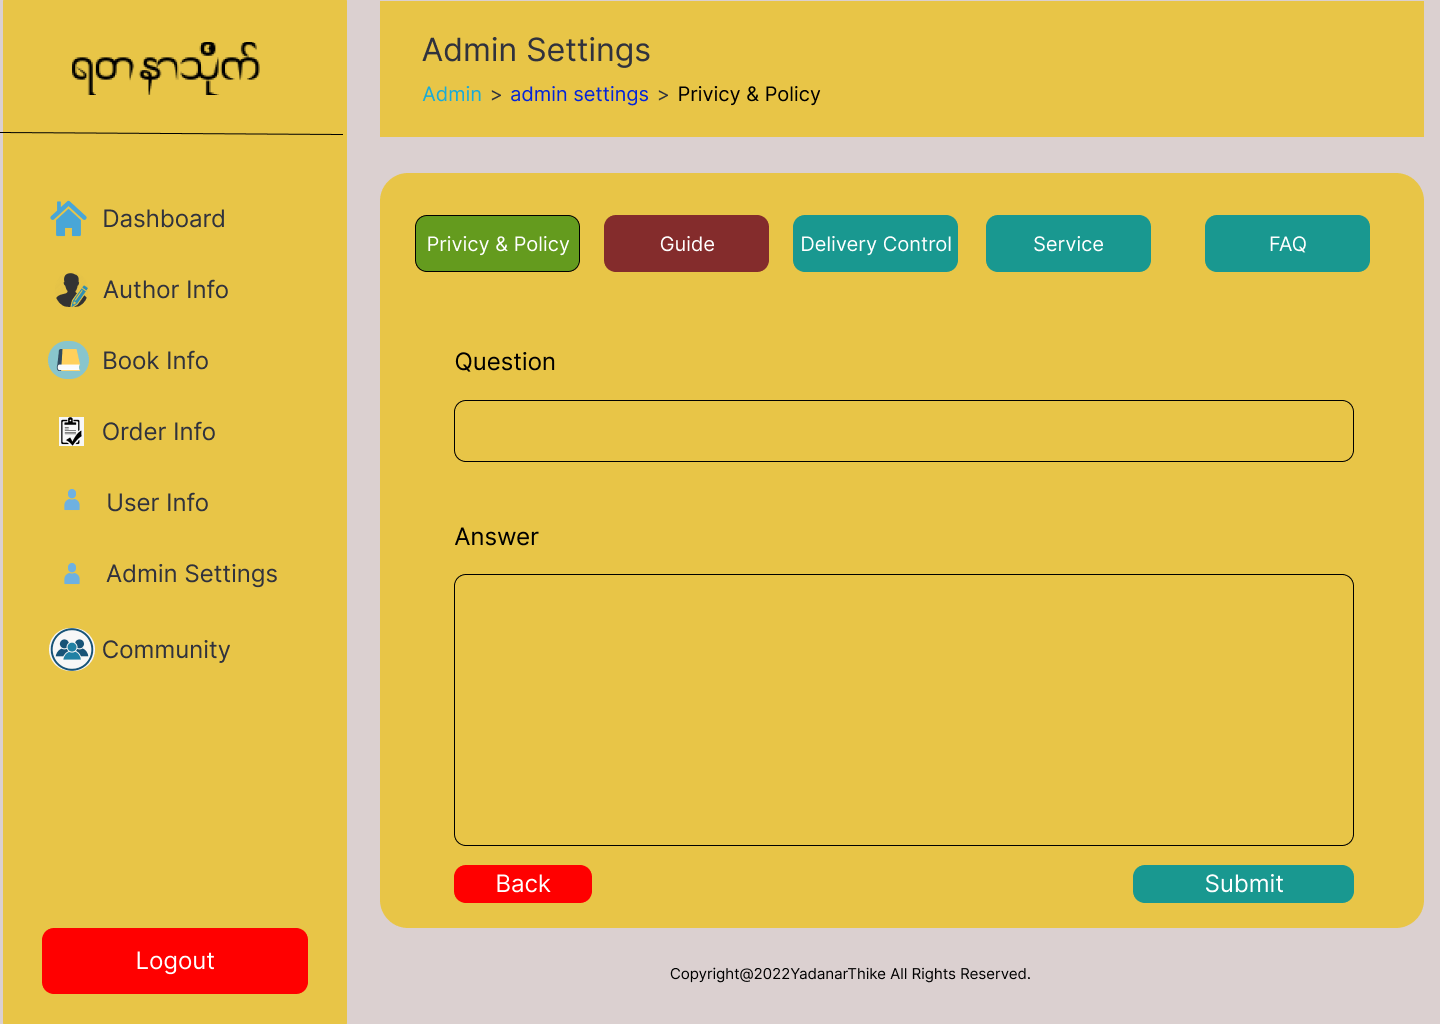 ရတနာသိုက်
Dashboard
Author Info
Book Info
Order Info
User Info
Admin Settings
Community
Logout
Admin Settings
Admin > admin settings > Privicy & Policy
Privicy & Policy Guide Delivery Control Service FAQ
Question
Answer
Back Submit
Copyright@2022YadanarThike All Rights Reserved.